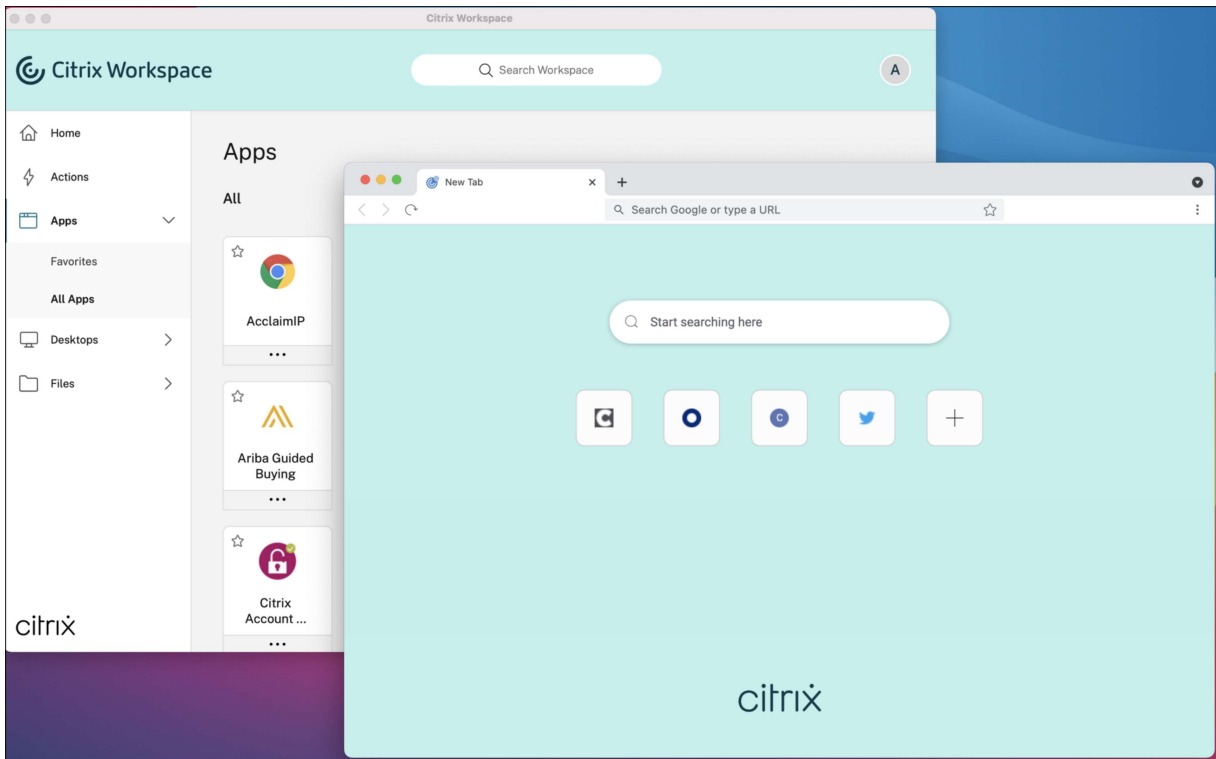 Citrix Workspace
Citrix Workspace
Search Workspace
A
Home
Actions
Apps
Favorites
All Apps
Desktops
Files
citrix
Apps
All
AcclaimIP
Ariba Guided
Buying
Citrix
Account ...
New Tab
Search Google or type a URL
Start searching here
C
C
citrix